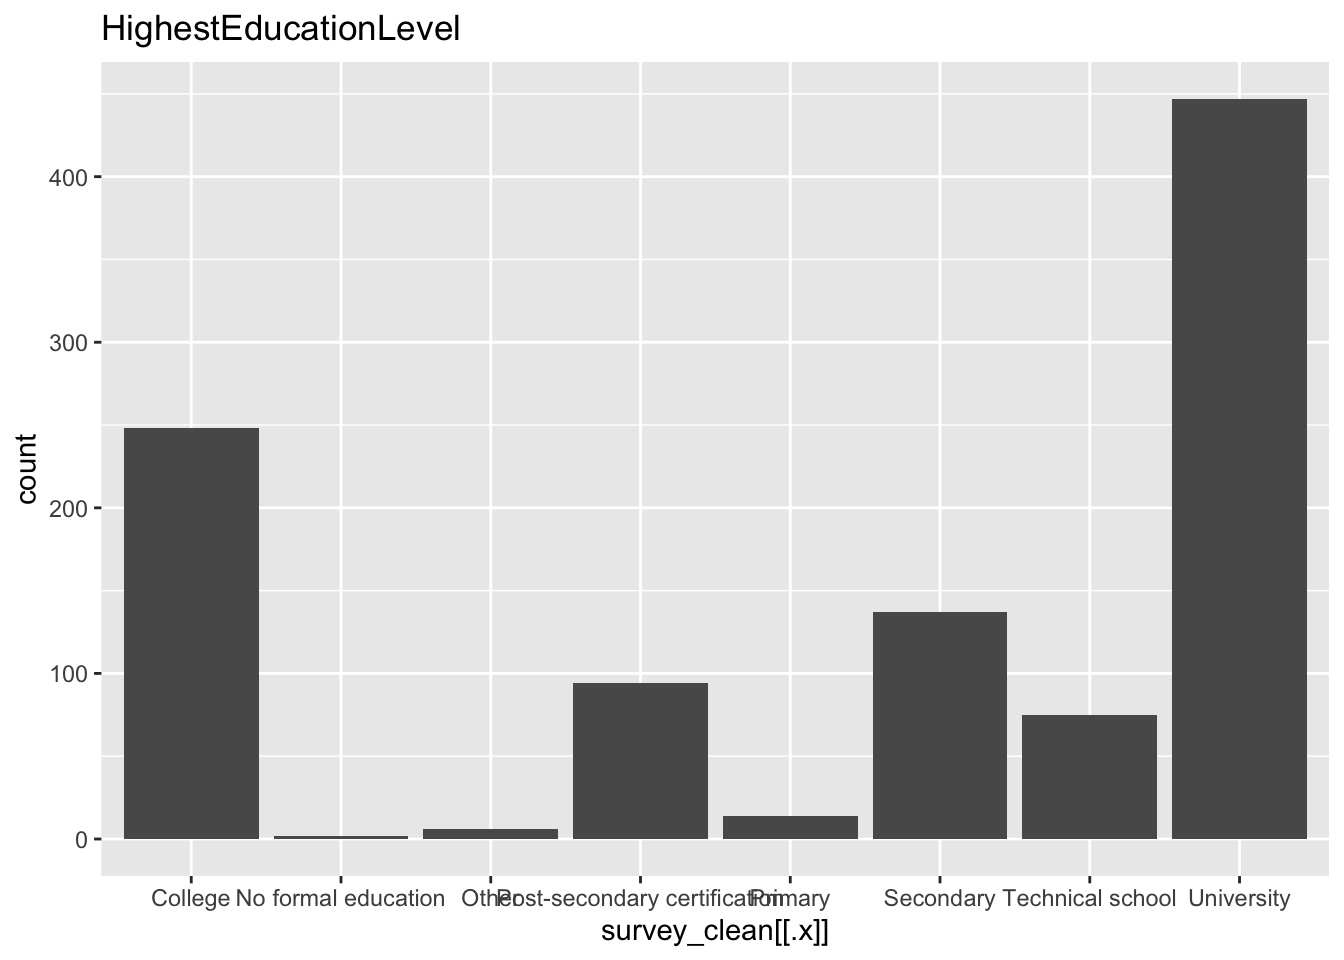 HighestEducationLevel
count
400
300
200
100
0
College No formal education Other Post-secondary certification Primary Secondary Technical school University
survey_clean[[.x]]